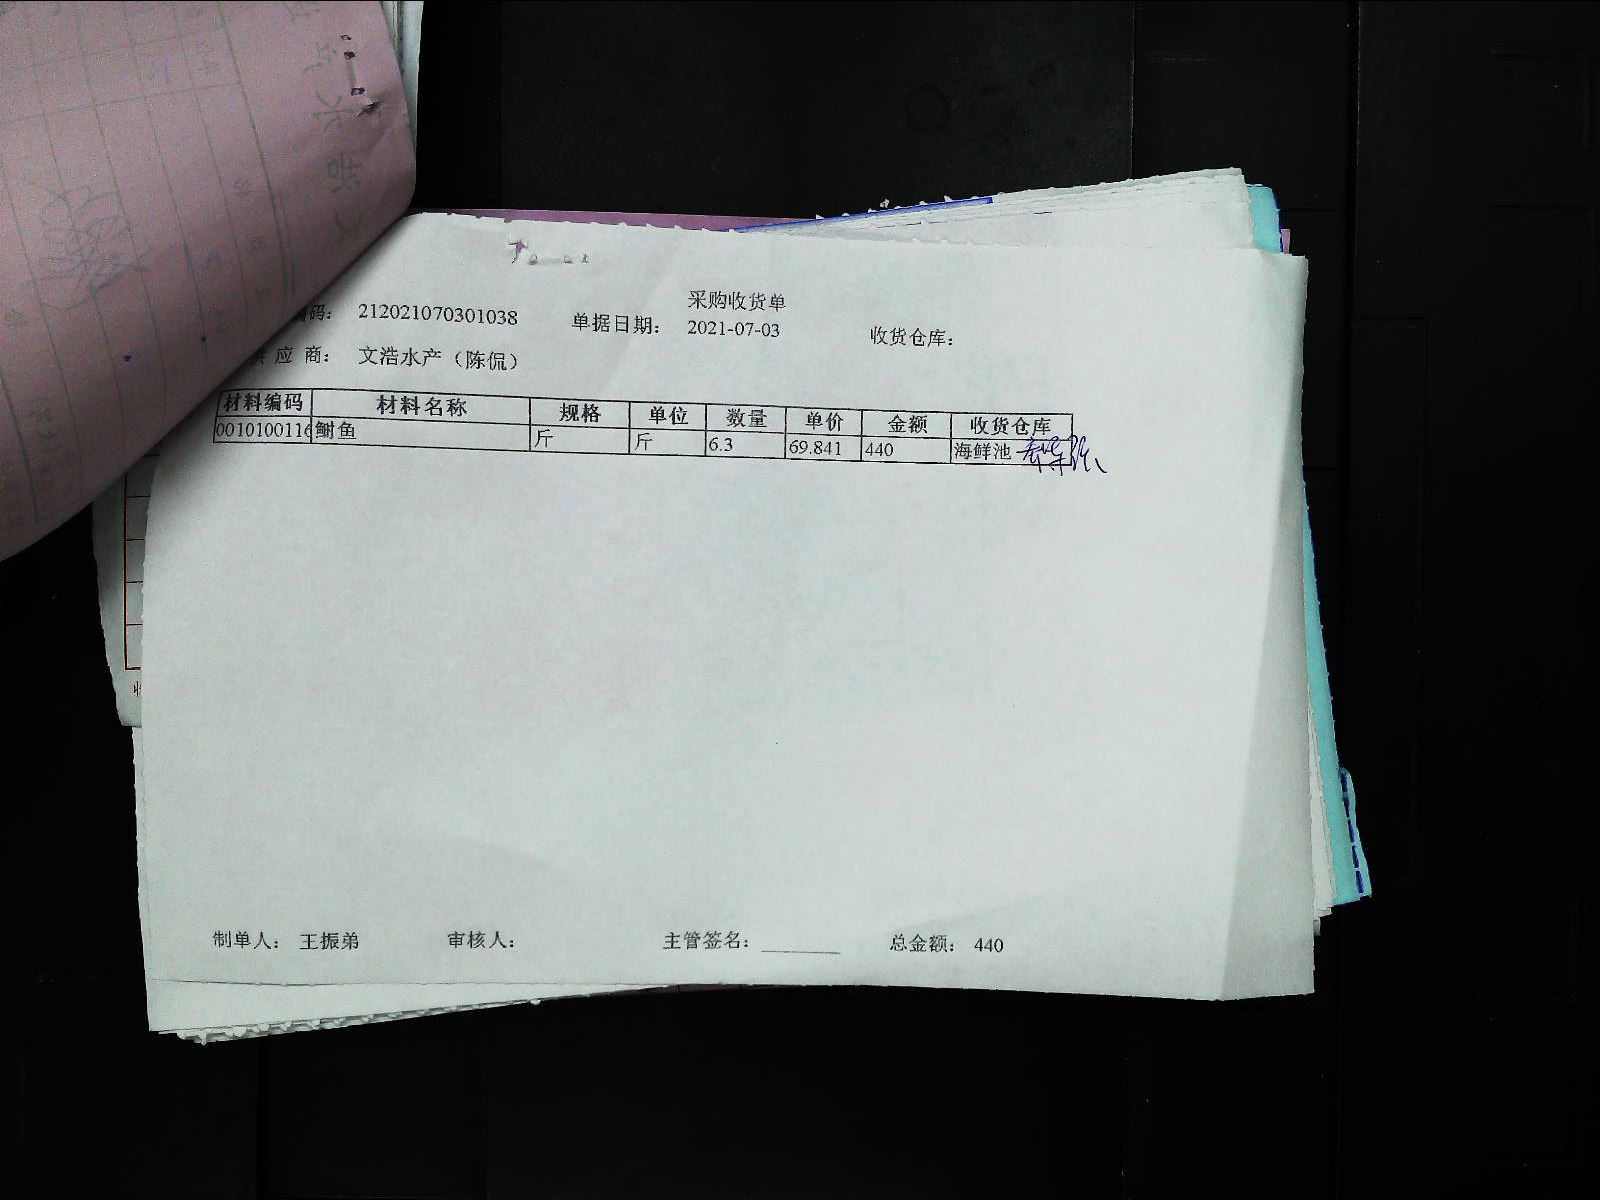 采购收货单
码： 212021070301038 单据日期： 2021-07-03 收货仓库：
应 商： 文浩水产（陈侃）
材料编码 材料名称 规格 单位 数量 单价 金额 收货仓库
0010100116 鲥鱼 斤 斤 6.3 69.841 440 海鲜池
制单人： 王振弟 审核人： 主管签名： ________ 总金额： 440